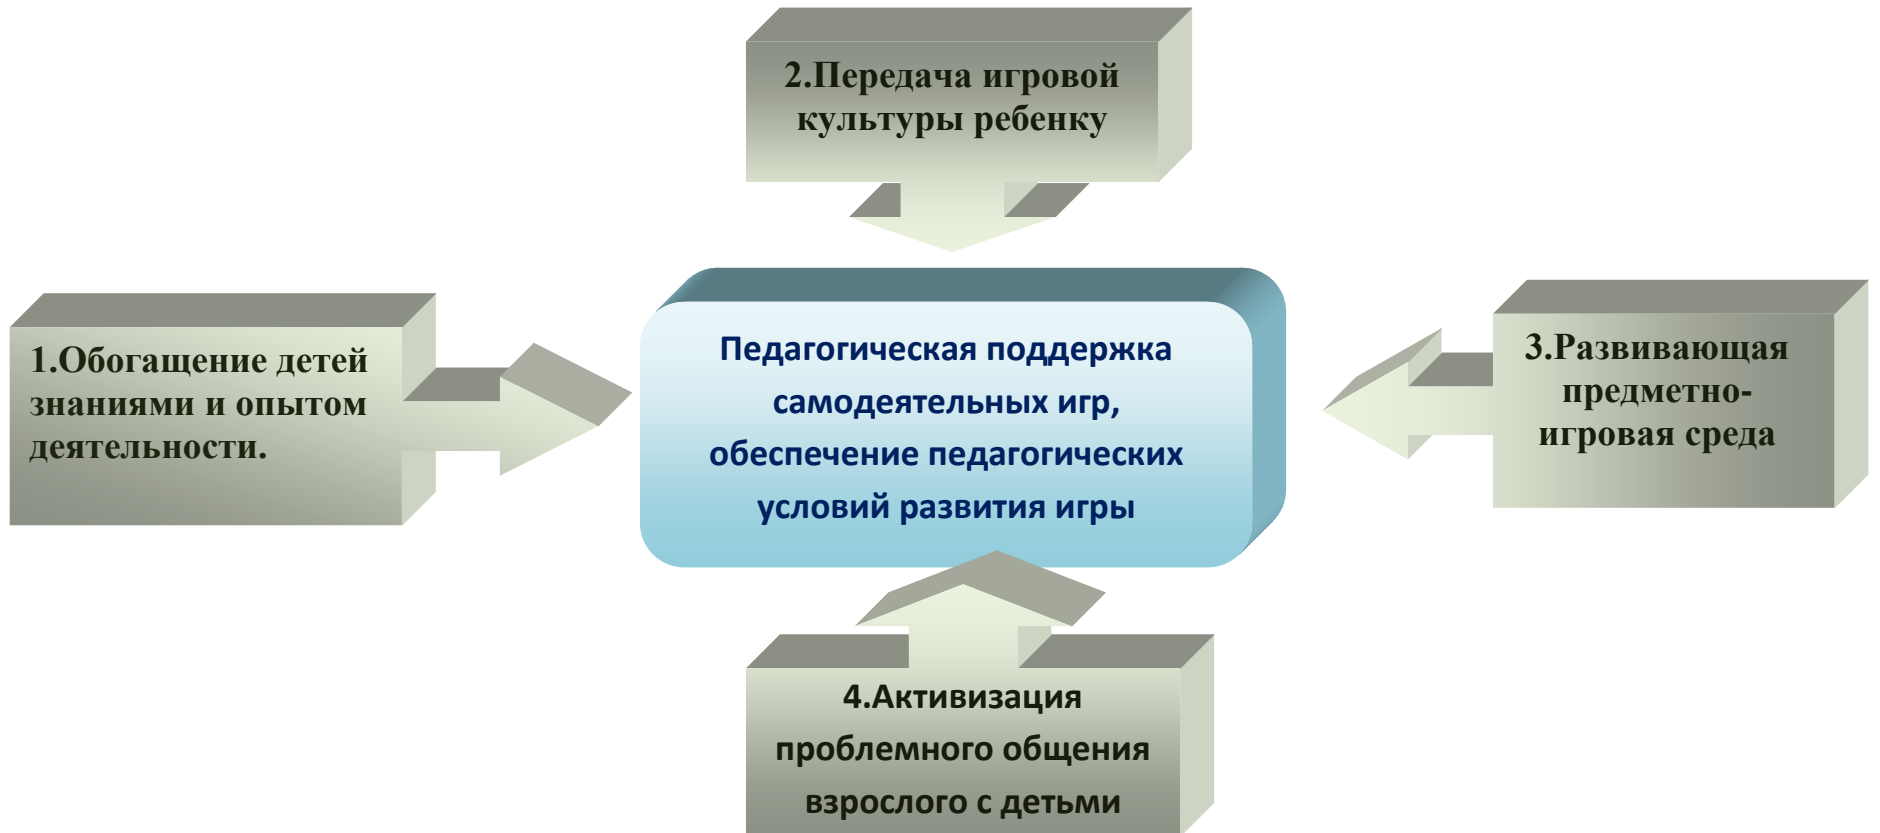 2.Передача игровой
культуры ребенку
1.Обогащение детей
знаниями и опытом
деятельности.
Педагогическая поддержка
самодеятельных игр,
обеспечение педагогических
условий развития игры
3.Развивающая
предметно-
игровая среда
4.Активизация
проблемного общения
взрослого с детьми